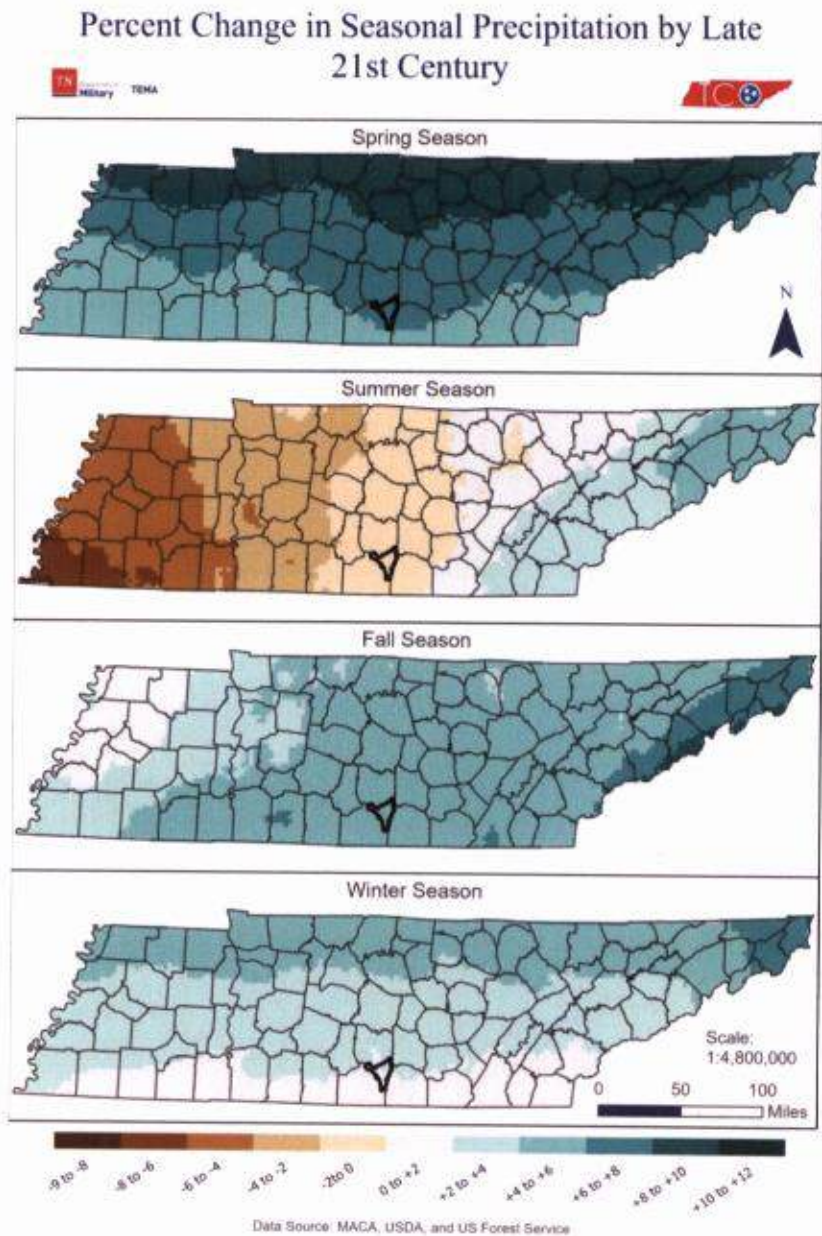 Percent Change in Seasonal Precipitation by Late
21st Century
TN
Military TEMA
TC
Spring Season
N
Summer Season
Fall Season
Winter Season
Scale:
1:4,800,000
0 50 100
Miles
-9 to -8
-8 to -6
-6 to -4
-4 to -2
-2to 0
0 to +2
+2 to +4
+4 to +6
+6 to +8
+8 to +10
+10 to +12
Data Source: MACA, USDA, and US Forest Service